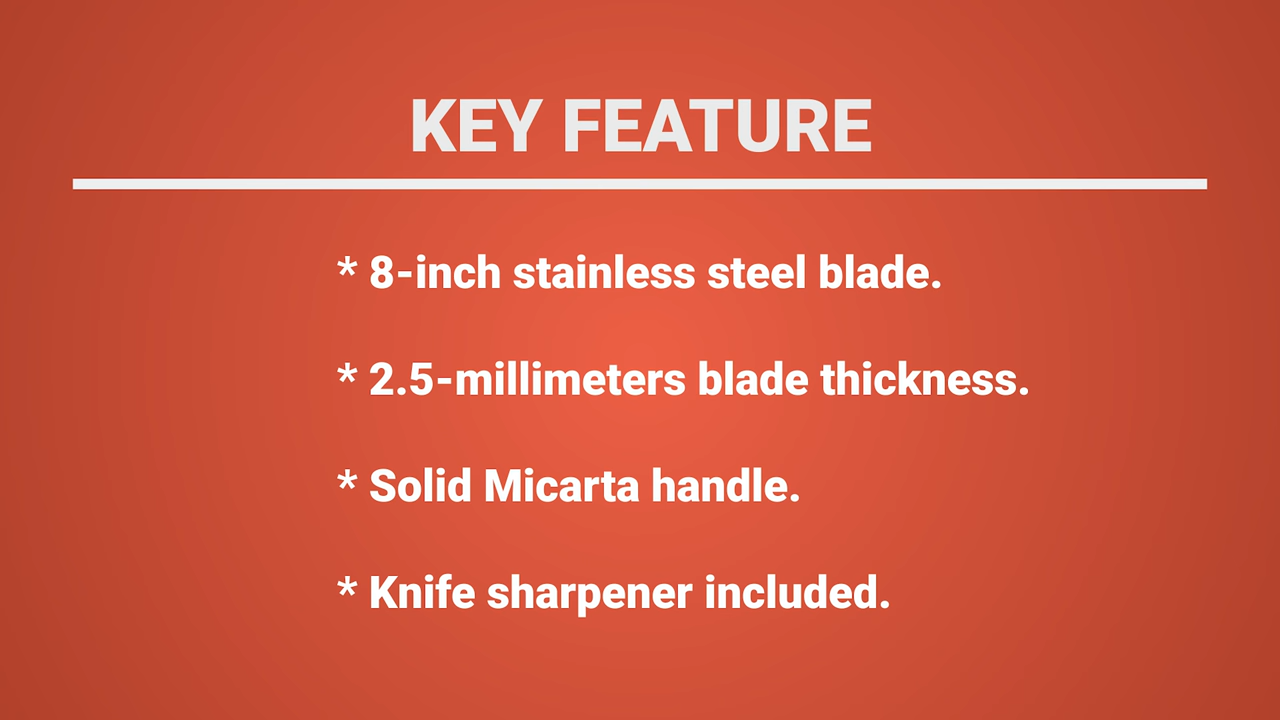 KEY FEATURE
* 8-inch stainless steel blade.
* 2.5-millimeters blade thickness.
* Solid Micarta handle.
* Knife sharpener included.